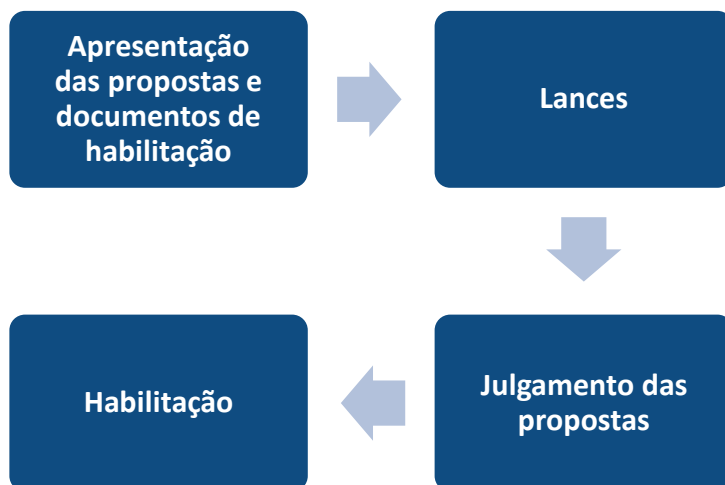 Apresentação
das propostas e
documentos de
habilitação
Lances
Julgamento das
propostas
Habilitação